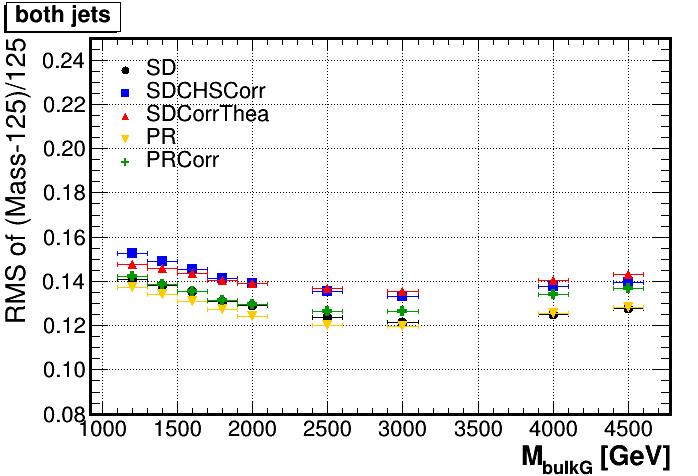 both jets
RMS of (Mass-125)/125
0.24
0.22
0.20
0.18
0.16
0.14
0.12
0.10
0.08
SD
SDCHSCorr
SDCorrThea
PR
PRCorr
1000 1500 2000 2500 3000 3500 4000 4500
M_bulkG [GeV]